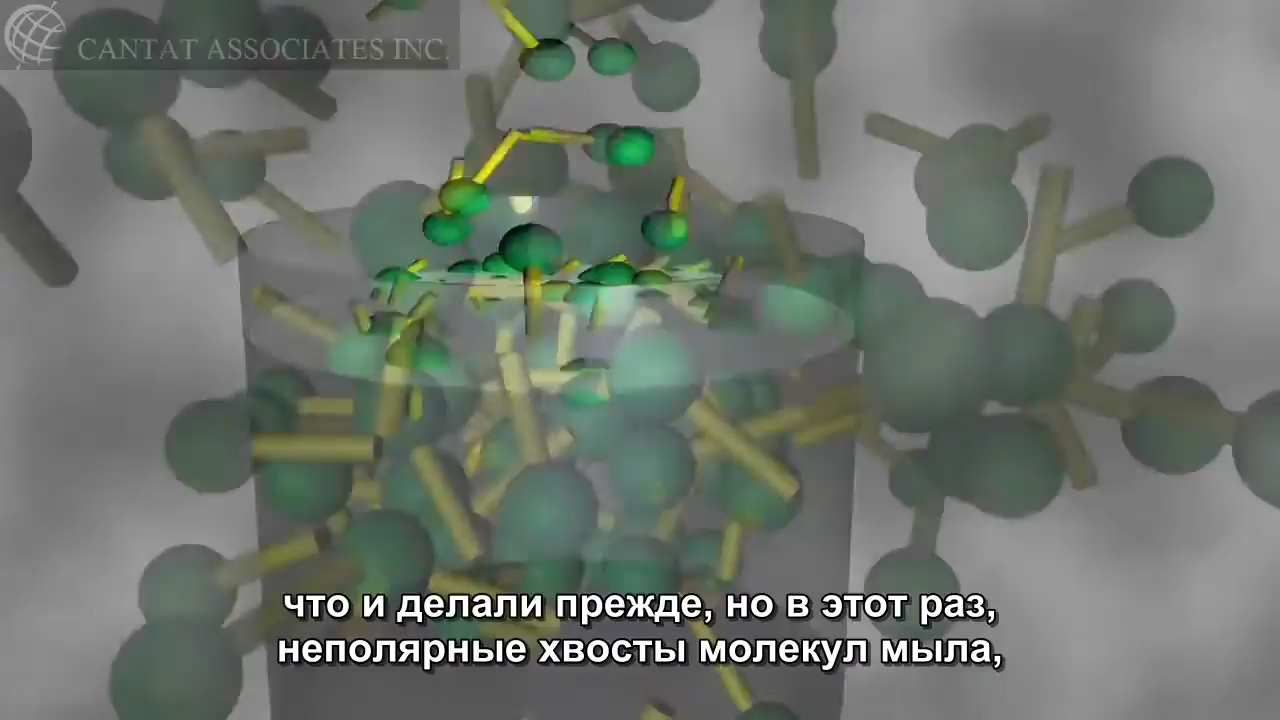 CANTAT ASSOCIATES INC.
что и делали прежде, но в этот раз,
неполярные хвосты молекул мыла,